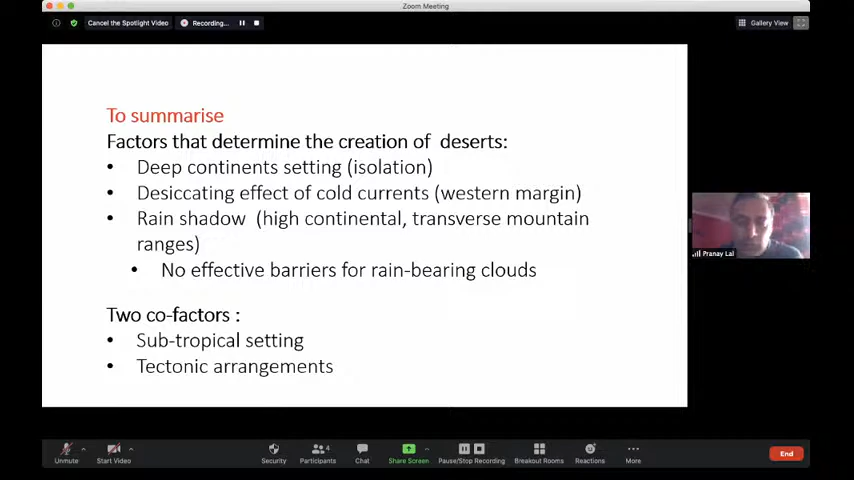 Zoom Meeting
Cancel the Spotlight Video
Recording...
Gallery View
To summarise
Factors that determine the creation of deserts:
• Deep continents setting (isolation)
• Desiccating effect of cold currents (western margin)
• Rain shadow (high continental, transverse mountain
ranges)
• No effective barriers for rain-bearing clouds
Two co-factors :
• Sub-tropical setting
• Tectonic arrangements
Pranay Lal
Unmute
Start Video
Security
4
Participants
Chat
Share Screen
Pause/Stop Recording
Breakout Rooms
Reactions
More
End